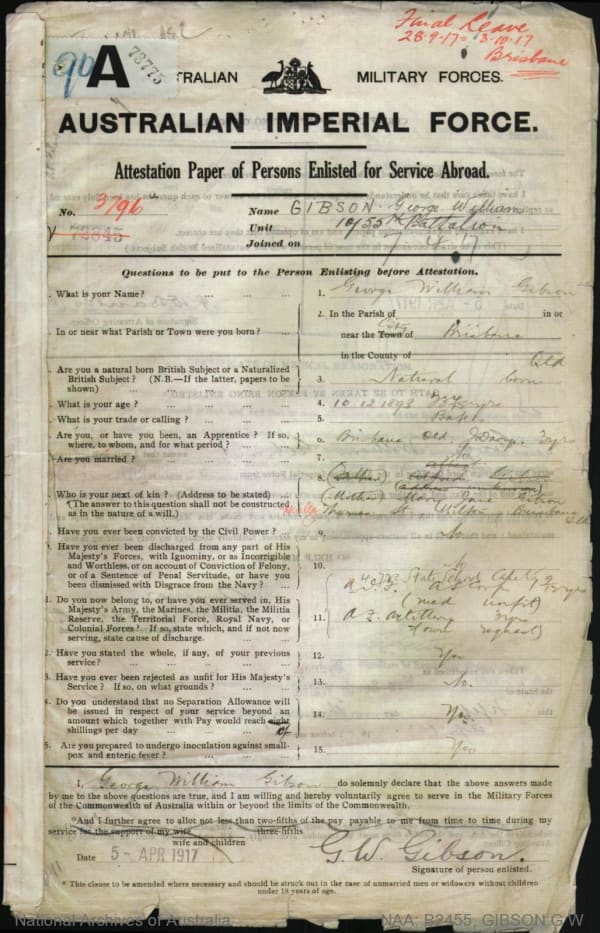 Final Leave
28-9-17 - 3-10-17
Brisbane
A 73775
TRALIAN MILITARY FORCES.
AUSTRALIAN IMPERIAL FORCE.
Attestation Paper of Persons Enlisted for Service Abroad.
No. 3196 Name GIBSON George William
Unit 10/55th Battalion
Joined on
Questions to be put to the Person Enlisting before Attestation.
. What is your Name? ... ... ... 1. George William Gibson
. In or near what Parish or Town were you born? ... 2. In the Parish of in or
near the Town of City Brisbane
in the County of Qld
. Are you a natural born British Subject or a Naturalized
British Subject? (N.B.—If the latter, papers to be
shown) ... 3. Natural born
. What is your age? ... ... ... 4. 10 12 1893
. What is your trade or calling? ... ... 5.
. Are you, or have you been, an Apprentice? If so,
where, to whom, and for what period? ... 6. Brisbane 3yrs
. Are you married? ... ... ... 7.
. Who is your next of kin? (Address to be stated) ...
(The answer to this question shall not be constructed
as in the nature of a will.) 8. (Mother) Mary Jane Gibson
St, Milton, Brisbane
. Have you ever been convicted by the Civil Power? ... 9. No
. Have you ever been discharged from any part of His
Majesty's Forces, with Ignominy, or as Incorrigible
and Worthless, or on account of Conviction of Felony,
or of a Sentence of Penal Servitude, or have you
been dismissed with Disgrace from the Navy? ... 10. No
. Do you now belong to, or have you ever served in, His
Majesty's Army, the Marines, the Militia, the Militia
Reserve, the Territorial Force, Royal Navy, or
Colonial Forces? If so, state which, and if not now
serving, state cause of discharge. 11.
(med unfit)
Artillery 3yrs
(own request)
. Have you stated the whole, if any, of your previous
service? ... 12. Yes
. Have you ever been rejected as unfit for His Majesty's
Service? If so, on what grounds? ... 13. No.
. Do you understand that no Separation Allowance will
be issued in respect of your service beyond an
amount which together with Pay would reach eight
shillings per day ... 10/- 14. Yes
. Are you prepared to undergo inoculation against small-
pox and enteric fever? ... 15. Yes
I, George William Gibson do solemnly declare that the above answers made
by me to the above questions are true, and I am willing and hereby voluntarily agree to serve in the Military Forces
of the Commonwealth of Australia within or beyond the limits of the Commonwealth.
*And I further agree to allot not less than two-fifths of the pay payable to me from time to time during my
service for the support of my wife three-fifths
wife and children
Date 5- APR 1917 G.W. Gibson.
Signature of person enlisted.
* This clause to be amended where necessary and should be struck out in the case of unmarried men or widowers without children
under 18 years of age.
National Archives of Australia NAA: B2455, GIBSON G W